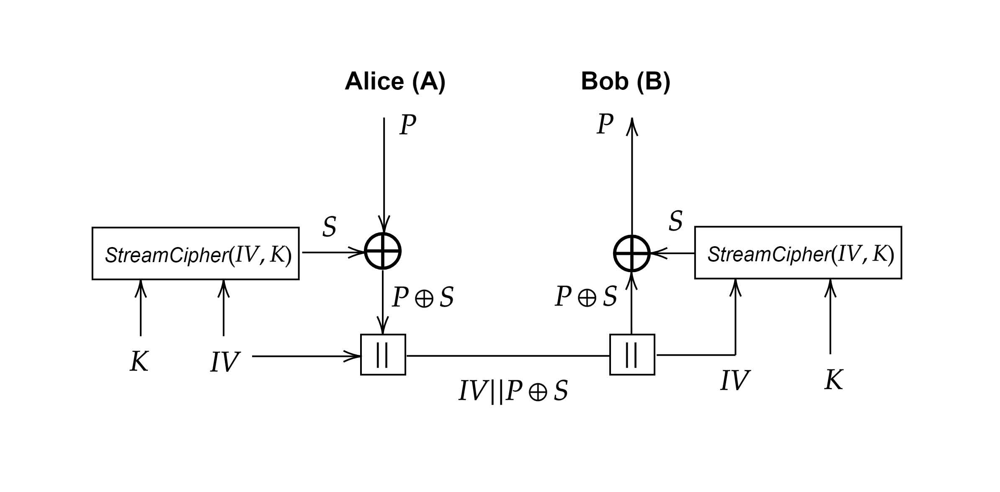 Alice (A)
Bob (B)
P
P
S
S
StreamCipher(IV, K)
StreamCipher(IV, K)
P ⊕ S
P ⊕ S
K
IV
||
||
IV
K
IV||P ⊕ S